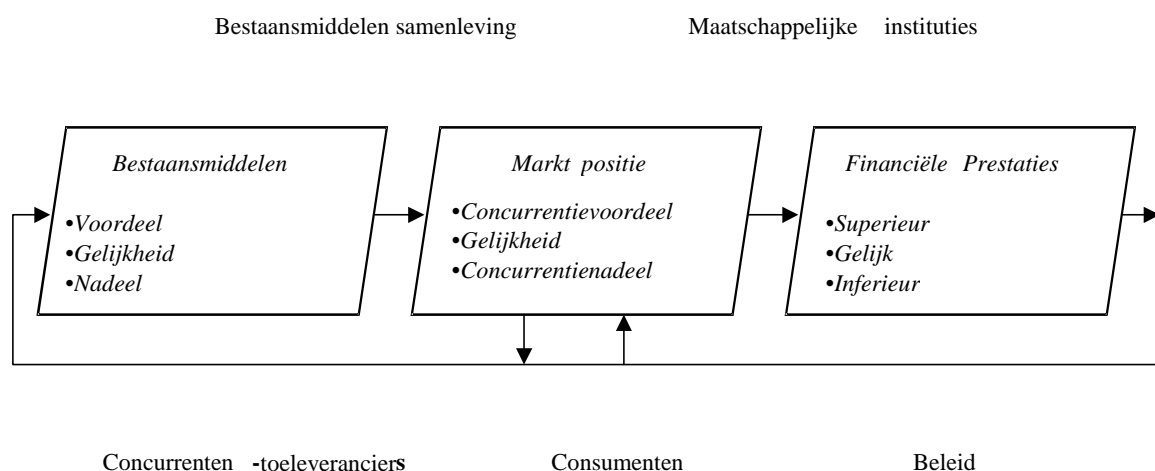 Bestaansmiddelen samenleving Maatschappelijke instituties
Bestaansmiddelen
•Voordeel
•Gelijkheid
•Nadeel
Markt positie
•Concurrentievoordeel
•Gelijkheid
•Concurrentienadeel
Financiële Prestaties
•Superieur
•Gelijk
•Inferieur
Concurrenten -toeleveranciers Consumenten Beleid